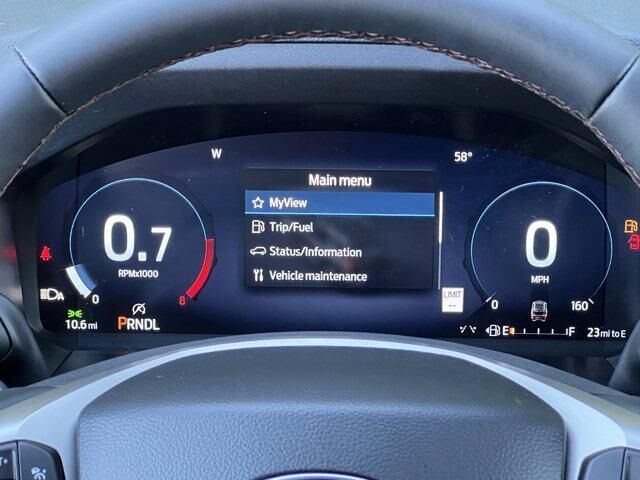 W
58°
Main menu
MyView
Trip/Fuel
Status/Information
Vehicle maintenance
0.7
RPMx1000
0
8
0
MPH
0
160
LIMIT
--
A
10.6 mi
PRNDL
E
F
23 mi to E